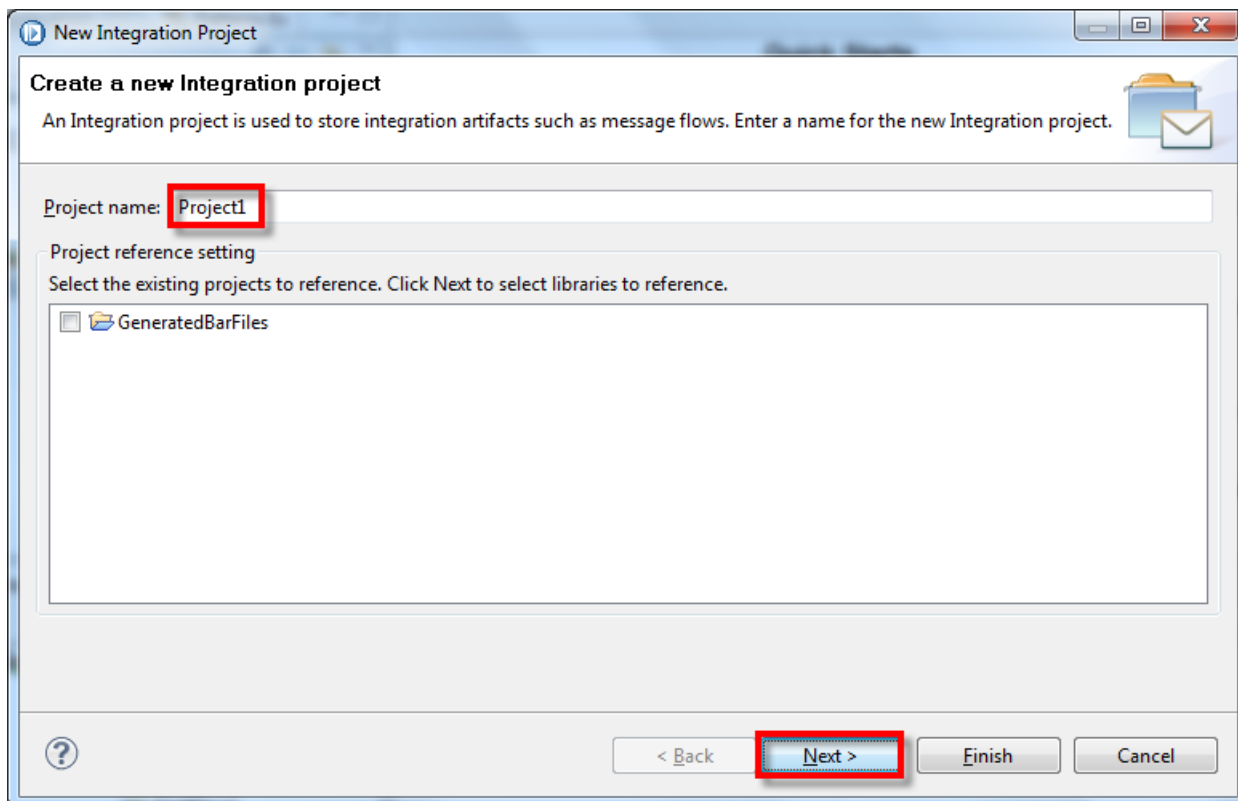 New Integration Project
Create a new Integration project
An Integration project is used to store integration artifacts such as message flows. Enter a name for the new Integration project.
Project name: Project1
Project reference setting
Select the existing projects to reference. Click Next to select libraries to reference.
GeneratedBarFiles
? < Back Next > Finish Cancel